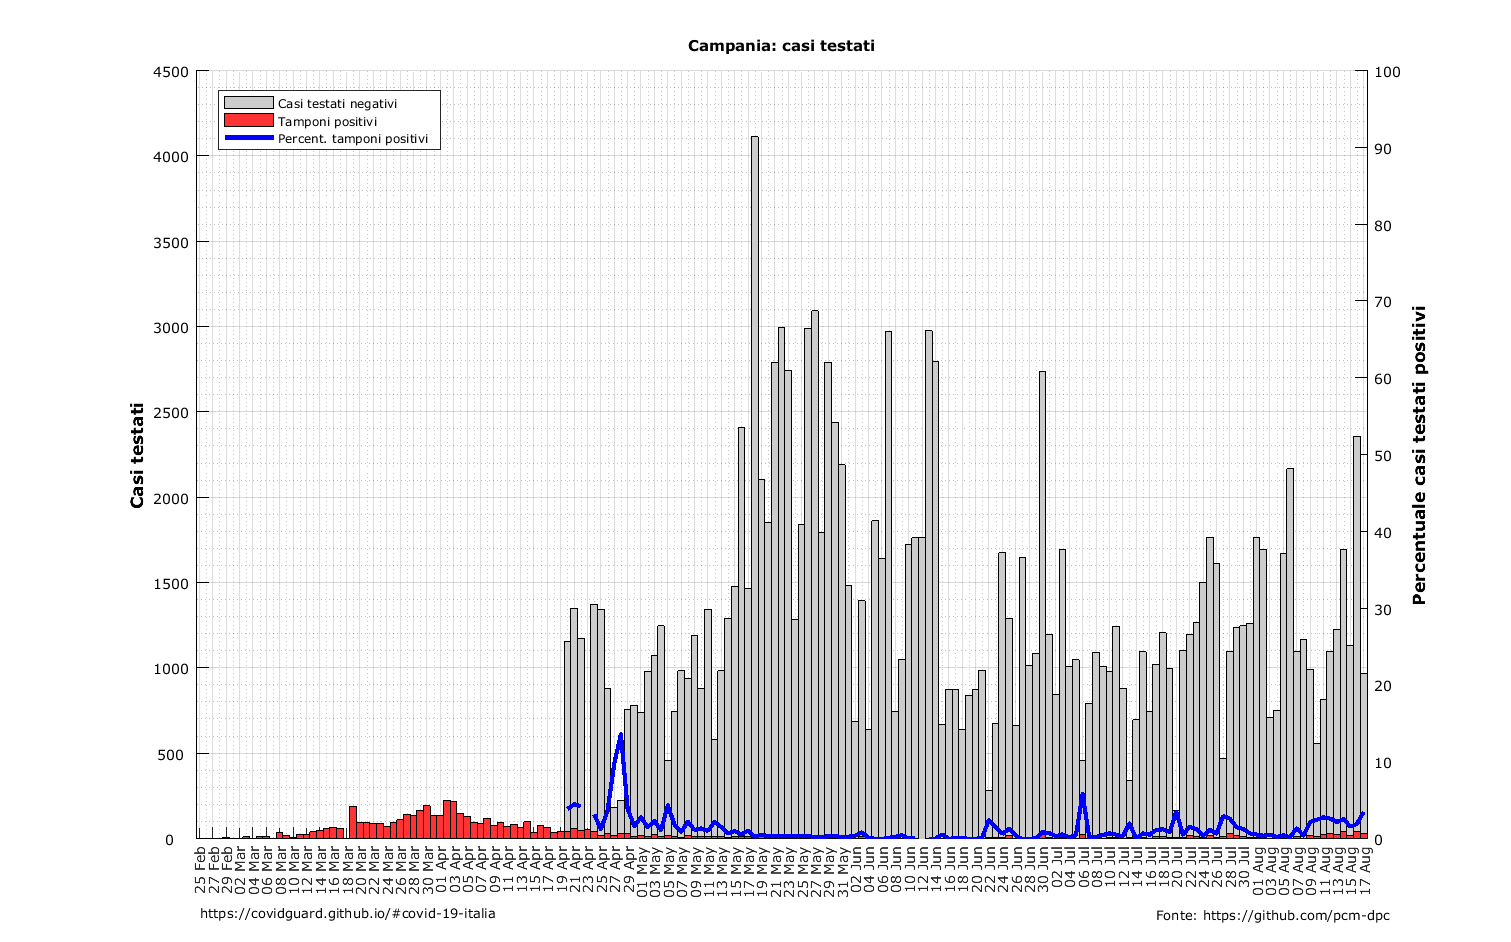 Campania: casi testati
Casi testati negativi
Tamponi positivi
Percent. tamponi positivi
Casi testati
4500
4000
3500
3000
2500
2000
1500
1000
500
0
100
90
80
70
60
50
40
30
20
10
0
Percentuale casi testati positivi
25 Feb
27 Feb
29 Feb
02 Mar
04 Mar
06 Mar
08 Mar
10 Mar
12 Mar
14 Mar
16 Mar
18 Mar
20 Mar
22 Mar
24 Mar
26 Mar
28 Mar
30 Mar
01 Apr
03 Apr
05 Apr
07 Apr
09 Apr
11 Apr
13 Apr
15 Apr
17 Apr
19 Apr
21 Apr
23 Apr
25 Apr
27 Apr
29 Apr
01 May
03 May
05 May
07 May
09 May
11 May
13 May
15 May
17 May
19 May
21 May
23 May
25 May
27 May
29 May
31 May
02 Jun
04 Jun
06 Jun
08 Jun
10 Jun
12 Jun
14 Jun
16 Jun
18 Jun
20 Jun
22 Jun
24 Jun
26 Jun
28 Jun
30 Jun
02 Jul
04 Jul
06 Jul
08 Jul
10 Jul
12 Jul
14 Jul
16 Jul
18 Jul
20 Jul
22 Jul
24 Jul
26 Jul
28 Jul
30 Jul
01 Aug
03 Aug
05 Aug
07 Aug
09 Aug
11 Aug
13 Aug
15 Aug
17 Aug
https://covidguard.github.io/#covid-19-italia
Fonte: https://github.com/pcm-dpc